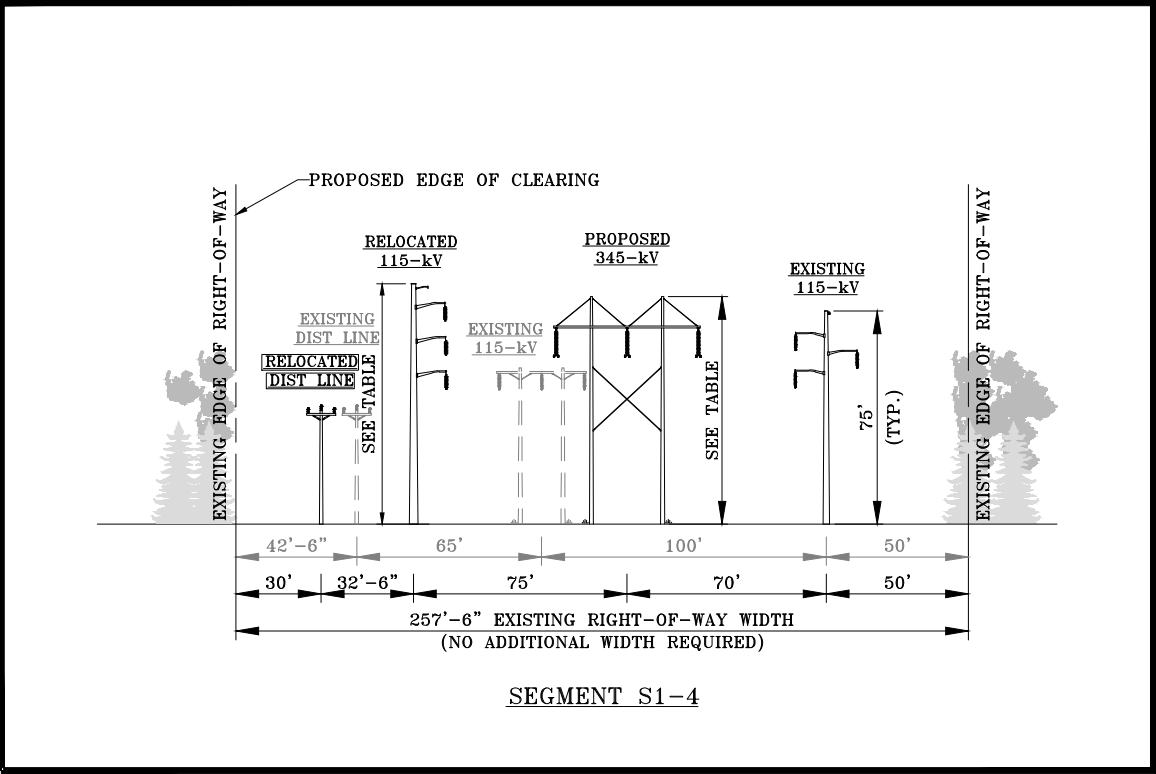 PROPOSED EDGE OF CLEARING
EXISTING EDGE OF RIGHT-OF-WAY
RELOCATED
115-kV
PROPOSED
345-kV
EXISTING
115-kV
EXISTING
DIST LINE
RELOCATED
DIST LINE
EXISTING
115-kV
SEE TABLE
SEE TABLE
75'
(TYP.)
EXISTING EDGE OF RIGHT-OF-WAY
42'-6" 65' 100' 50'
30' 32'-6" 75' 70' 50'
257'-6" EXISTING RIGHT-OF-WAY WIDTH
(NO ADDITIONAL WIDTH REQUIRED)
SEGMENT S1-4